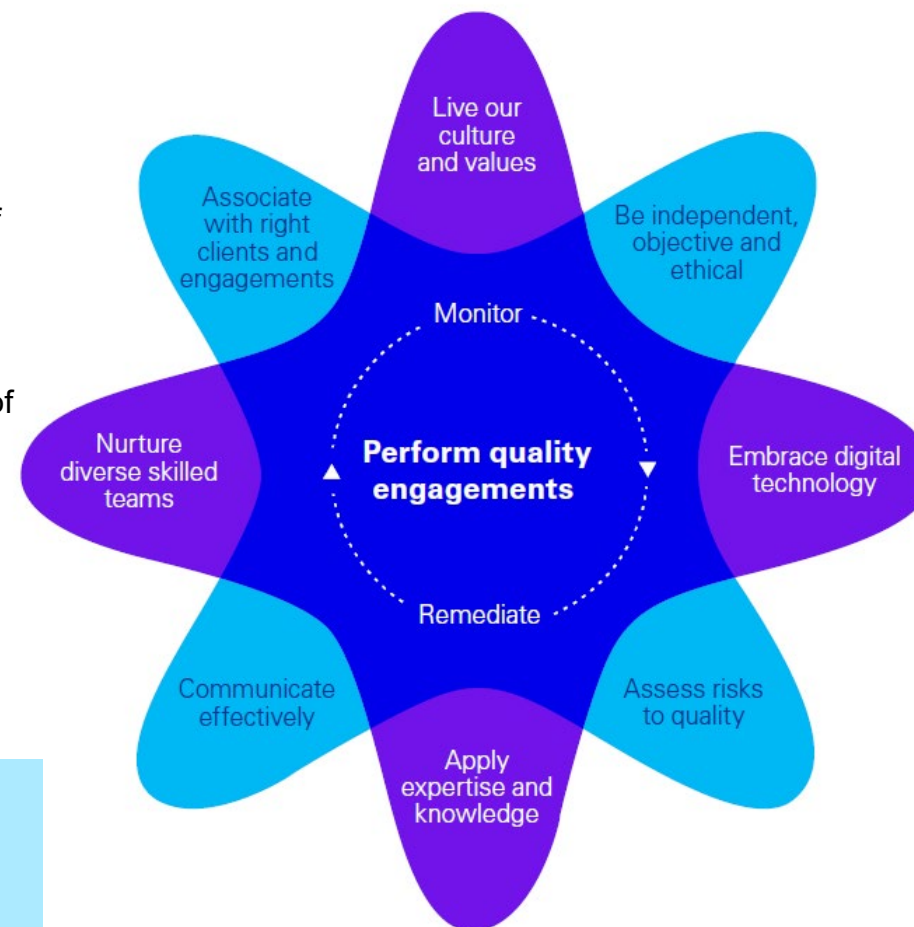 Live our
culture
and values
Associate
with right
clients and
engagements
Be independent,
objective and
ethical
Monitor
of
Nurture
diverse skilled
teams
Perform quality
engagements
Embrace digital
technology
Remediate
Communicate
effectively
Assess risks
to quality
Apply
expertise and
knowledge